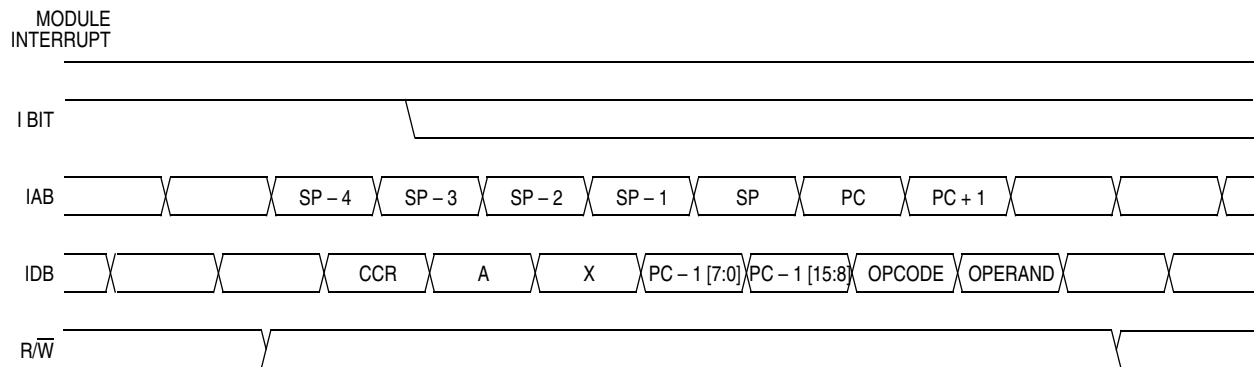 MODULE
INTERRUPT
I BIT
IAB SP – 4 SP – 3 SP – 2 SP – 1 SP PC PC + 1
IDB CCR A X PC – 1 [7:0] PC – 1 [15:8] OPCODE OPERAND
R/W̅